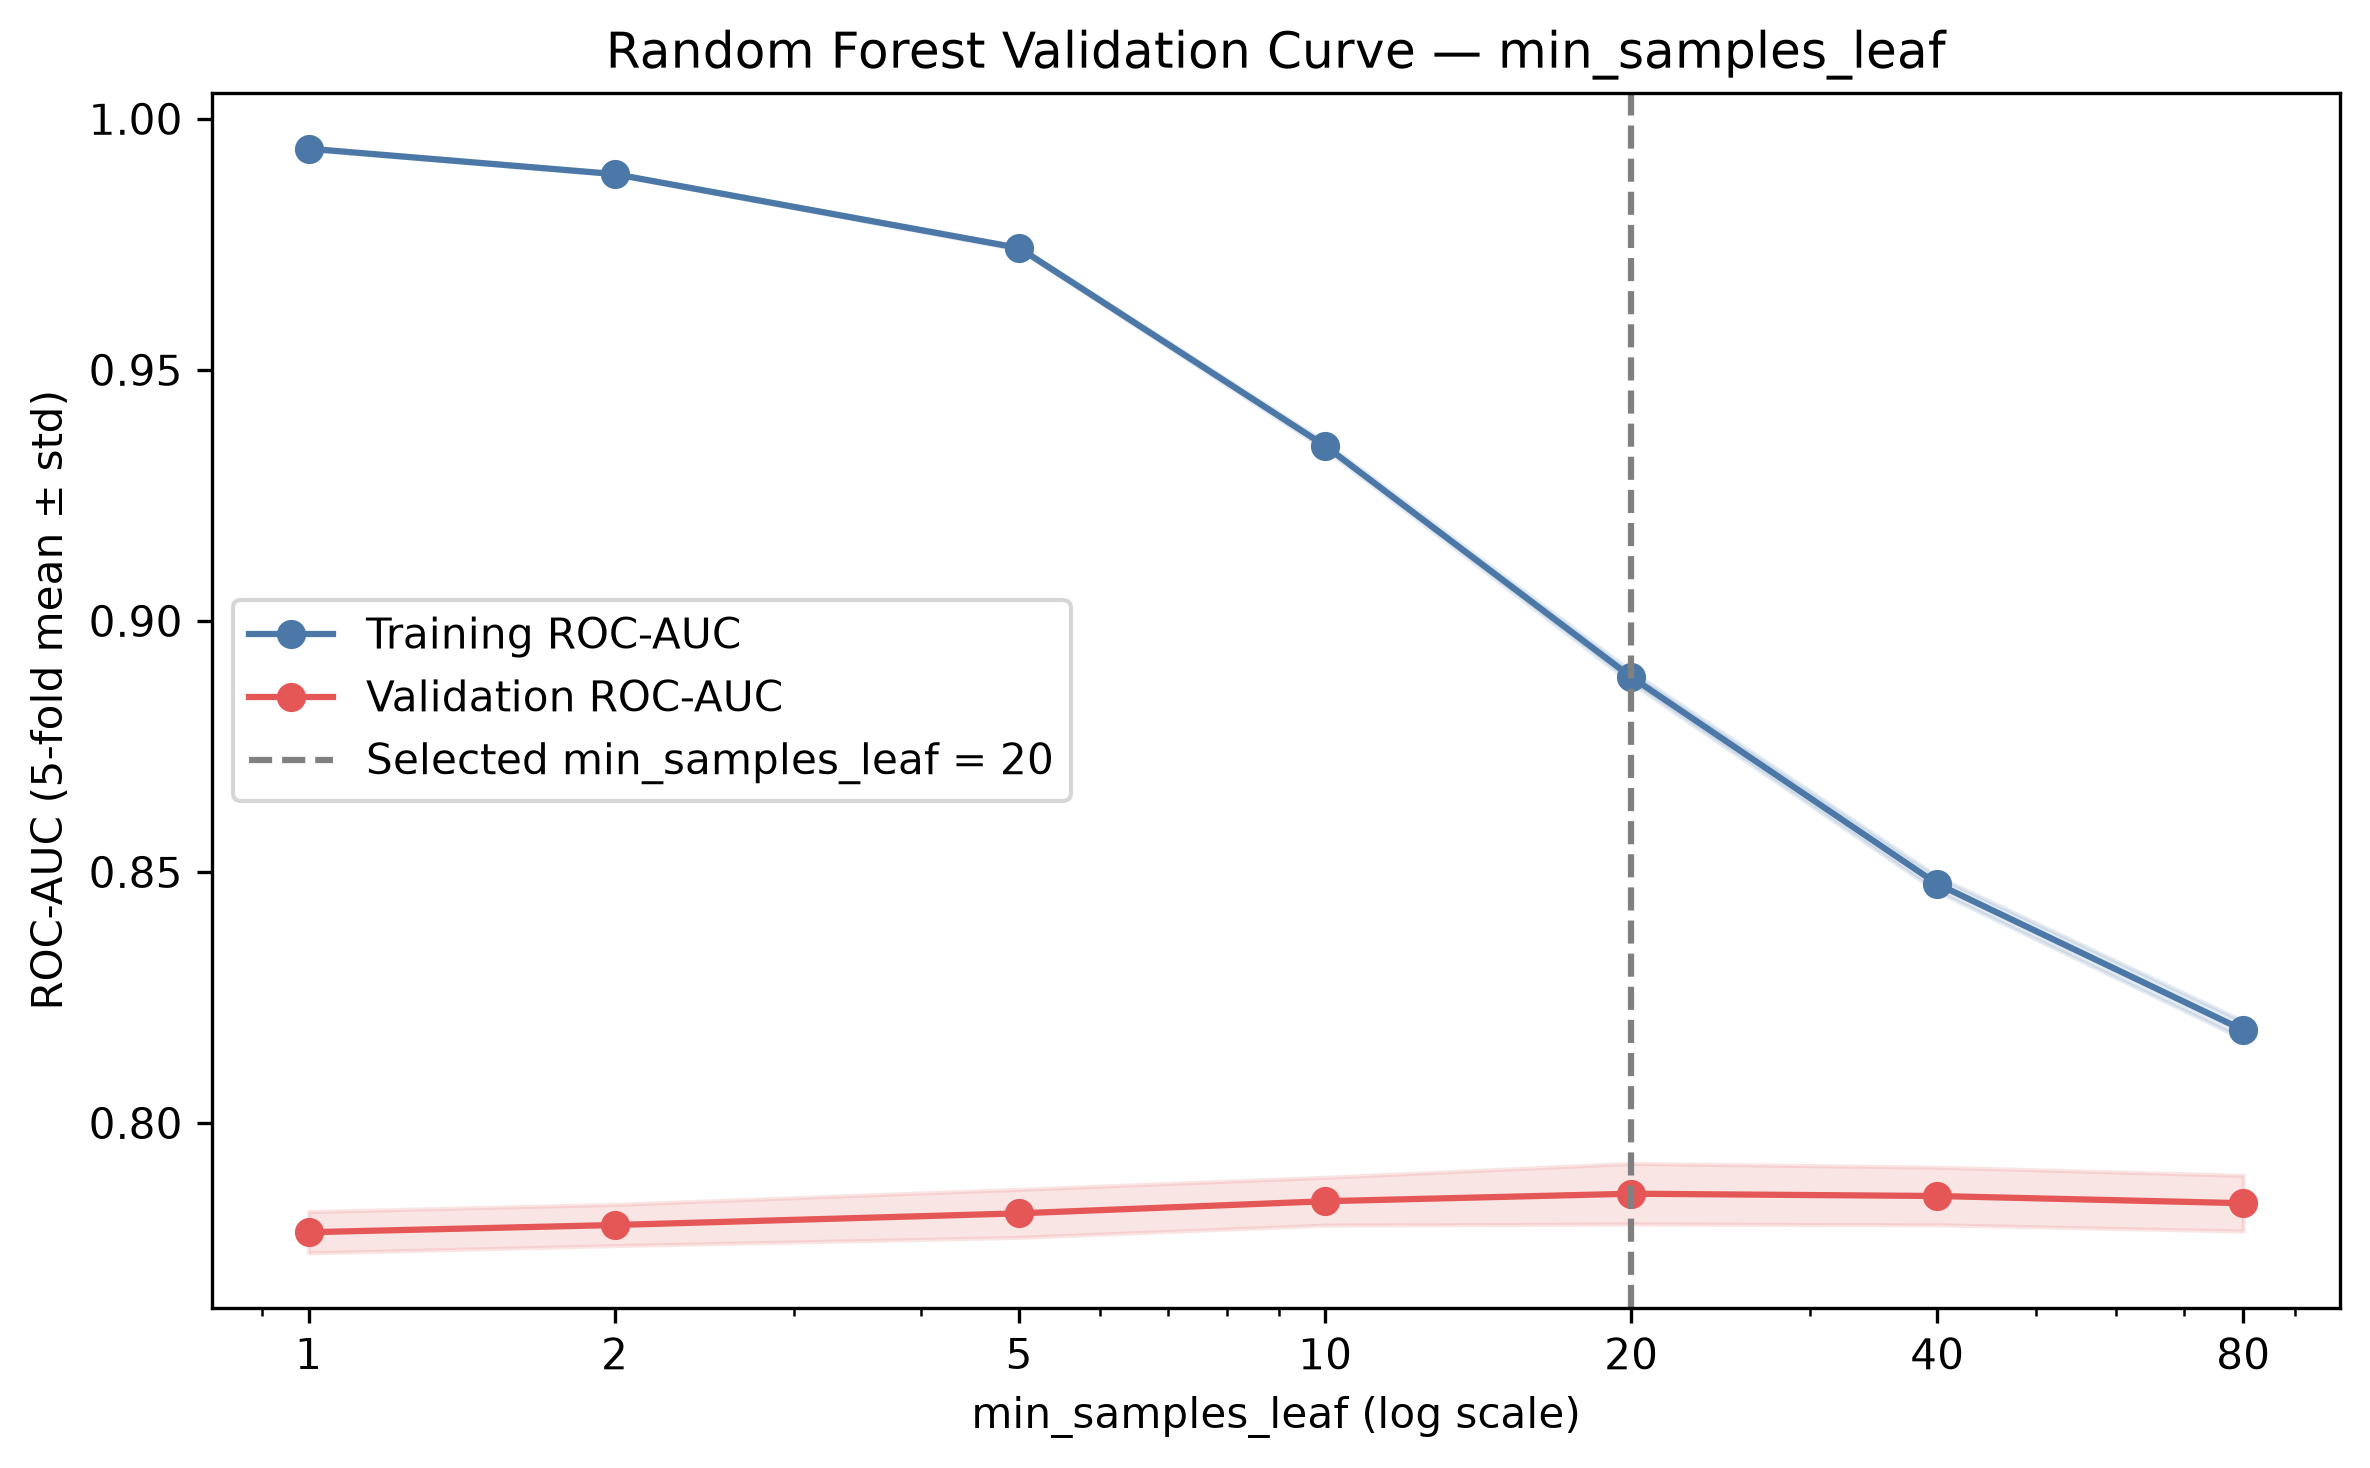 Random Forest Validation Curve — min_samples_leaf
ROC-AUC (5-fold mean ± std)
1.00
0.95
0.90
0.85
0.80
Training ROC-AUC
Validation ROC-AUC
Selected min_samples_leaf = 20
1 2 5 10 20 40 80
min_samples_leaf (log scale)